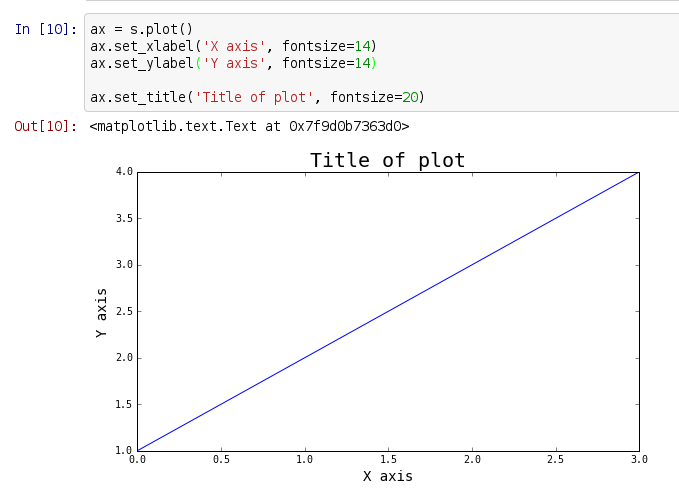 In [10]: ax = s.plot()
ax.set_xlabel('X axis', fontsize=14)
ax.set_ylabel('Y axis', fontsize=14)
ax.set_title('Title of plot', fontsize=20)
Out[10]: <matplotlib.text.Text at 0x7f9d0b7363d0>
Title of plot
4.0
3.5
3.0
2.5
2.0
1.5
1.0
Y axis
0.0 0.5 1.0 1.5 2.0 2.5 3.0
X axis